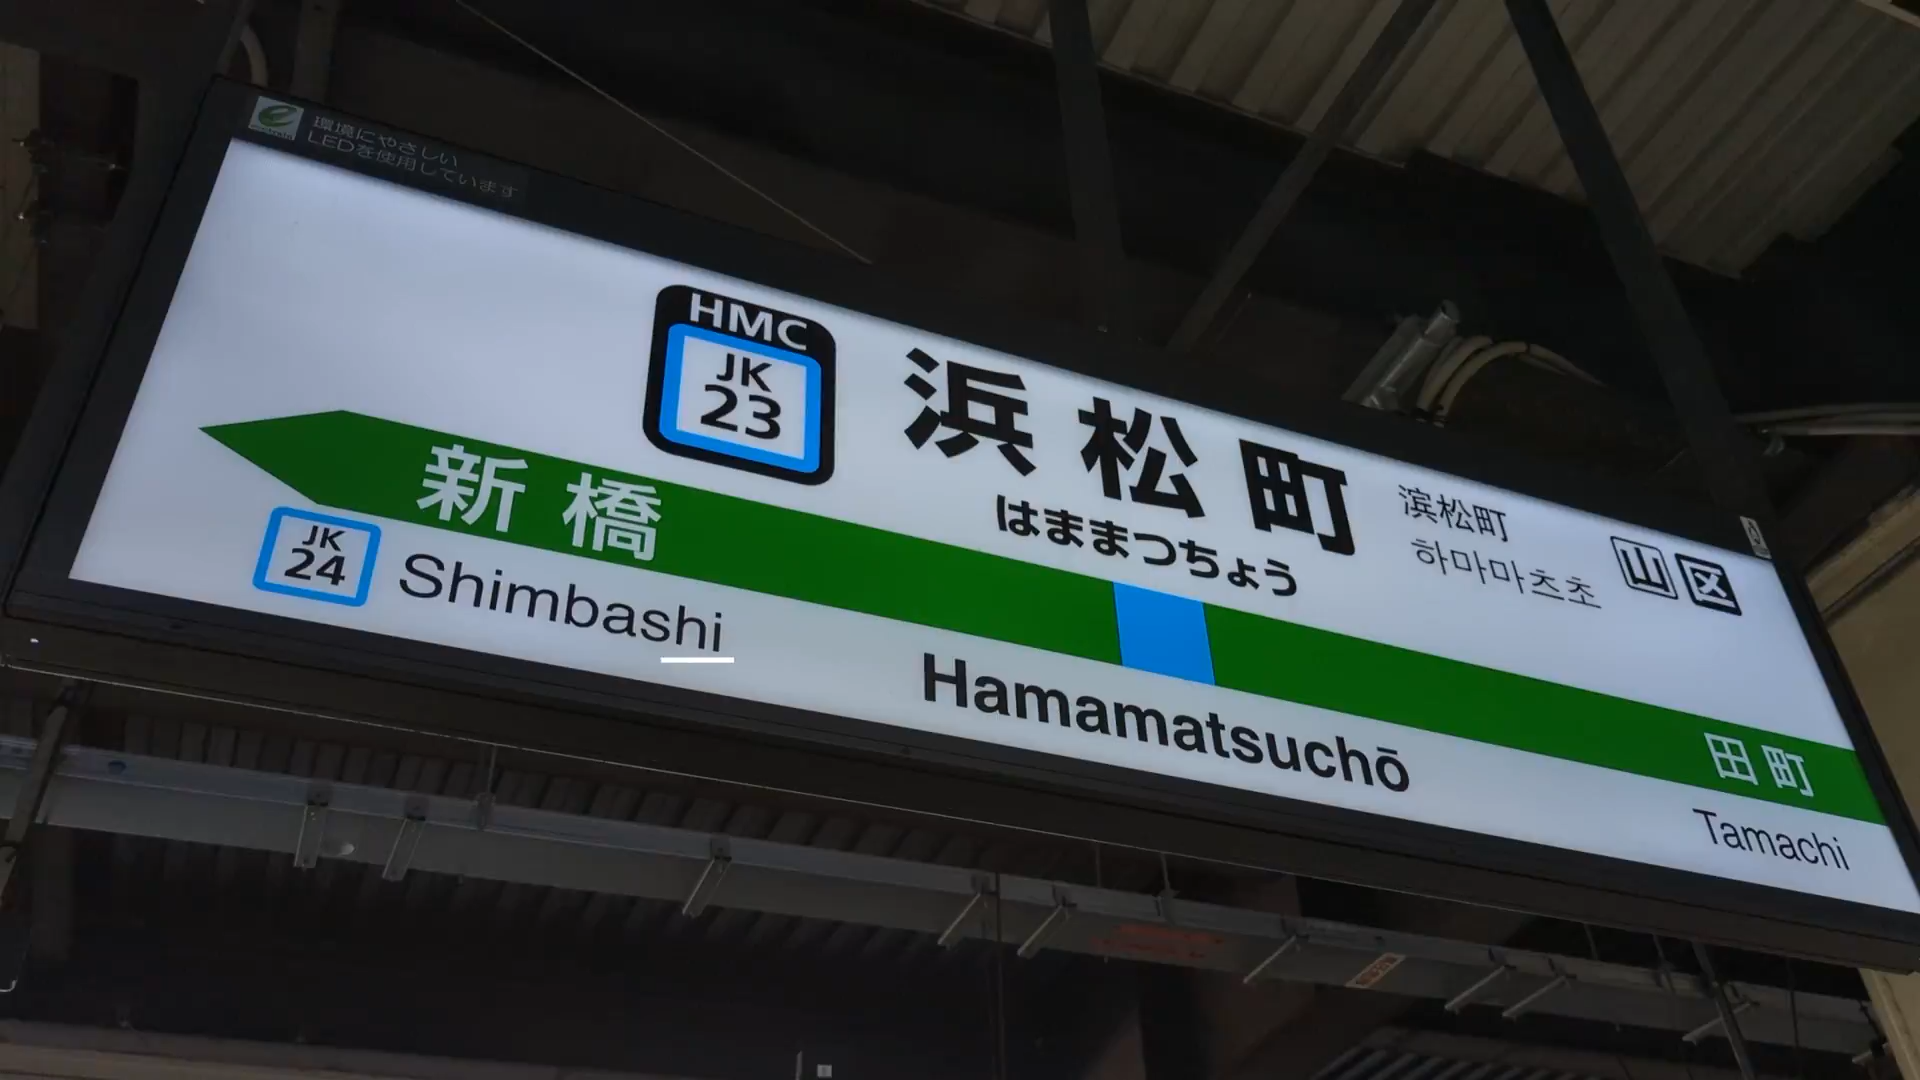 環境にやさしい
LEDを使用しています
HMC
JK
23
浜松町
はままつちょう
滨松町
하마마츠초
山 区
新橋
田町
JK
24
Shimbashi
Hamamatsuchō
Tamachi